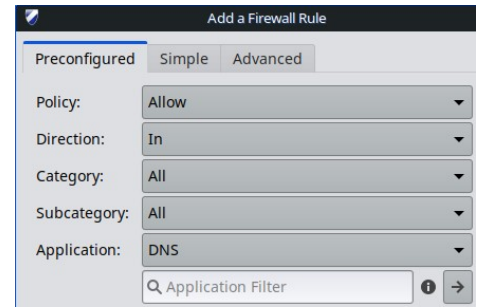 Add a Firewall Rule
Preconfigured Simple Advanced
Policy: Allow
Direction: In
Category: All
Subcategory: All
Application: DNS
Application Filter